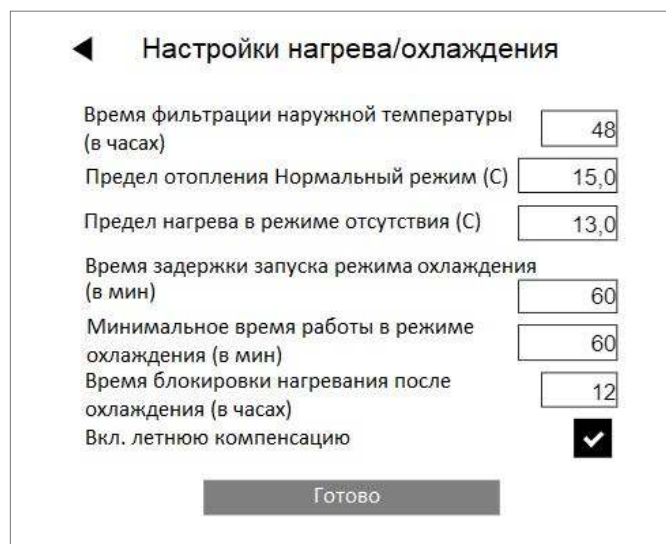 Настройки нагрева/охлаждения
Время фильтрации наружной температуры
(в часах)
48
Предел отопления Нормальный режим (С)
15,0
Предел нагрева в режиме отсутствия (С)
13,0
Время задержки запуска режима охлаждения
(в мин)
60
Минимальное время работы в режиме
охлаждения (в мин)
60
Время блокировки нагревания после
охлаждения (в часах)
12
Вкл. летнюю компенсацию
Готово